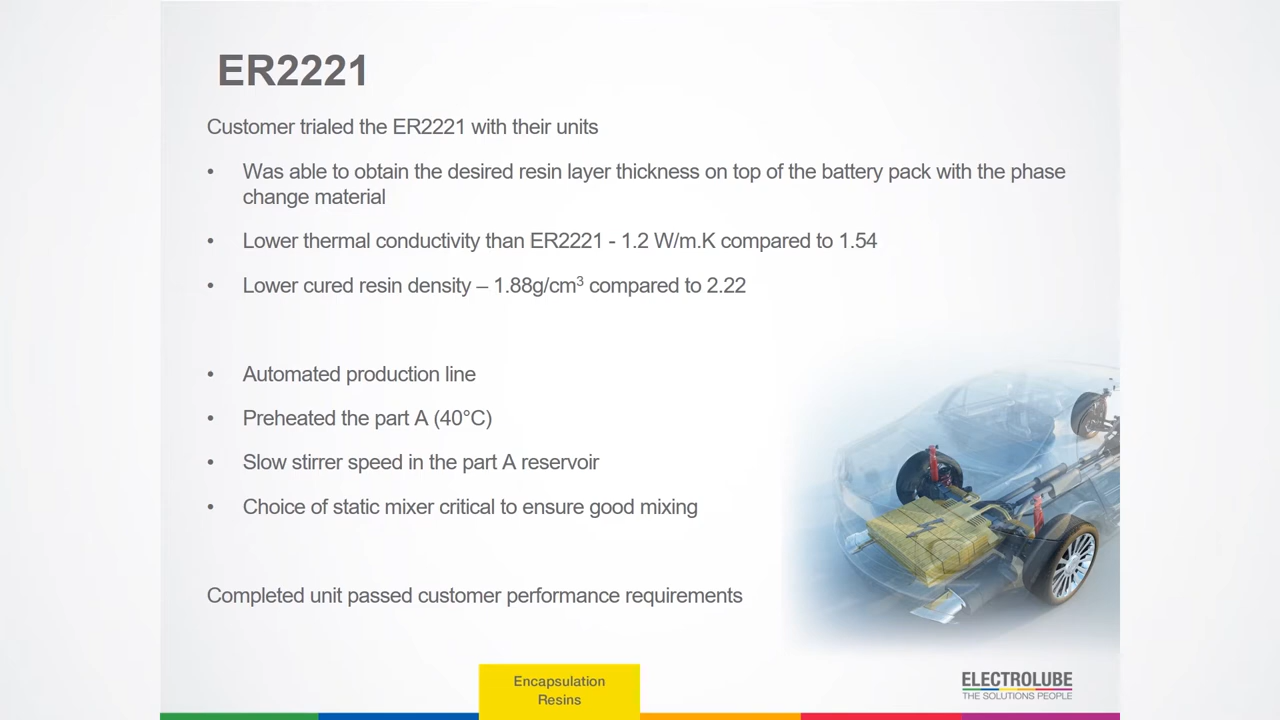 ER2221
Customer trialed the ER2221 with their units
• Was able to obtain the desired resin layer thickness on top of the battery pack with the phase
change material
• Lower thermal conductivity than ER2221 - 1.2 W/m.K compared to 1.54
• Lower cured resin density – 1.88g/cm³ compared to 2.22
• Automated production line
• Preheated the part A (40°C)
• Slow stirrer speed in the part A reservoir
• Choice of static mixer critical to ensure good mixing
Completed unit passed customer performance requirements
Encapsulation
Resins
ELECTROLUBE
THE SOLUTIONS PEOPLE